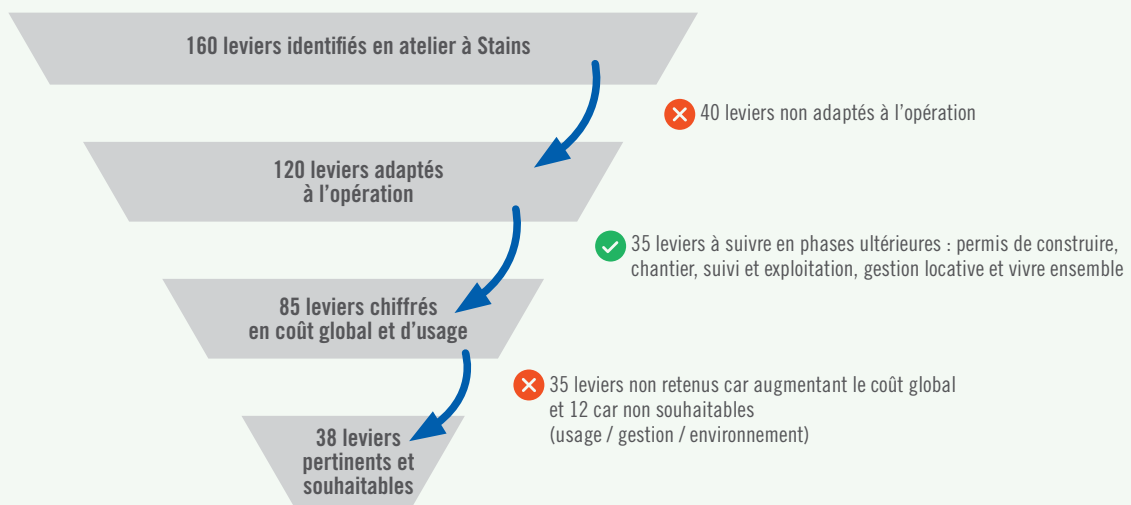 160 leviers identifiés en atelier à Stains
40 leviers non adaptés à l'opération
120 leviers adaptés
à l'opération
35 leviers à suivre en phases ultérieures : permis de construire,
chantier, suivi et exploitation, gestion locative et vivre ensemble
85 leviers chiffrés
en coût global et d'usage
35 leviers non retenus car augmentant le coût global
et 12 car non souhaitables
(usage / gestion / environnement)
38 leviers
pertinents et
souhaitables